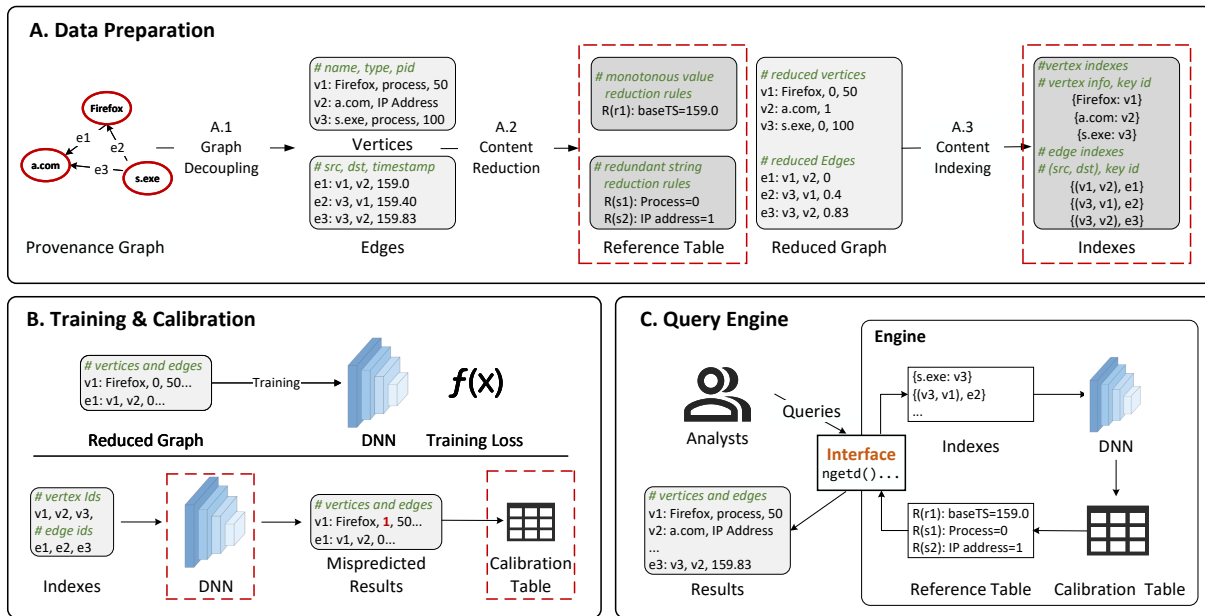 A. Data Preparation
Firefox
a.com
s.exe
e1
e2
e3
Provenance Graph
A.1
Graph
Decoupling
# name, type, pid
v1: Firefox, process, 50
v2: a.com, IP Address
v3: s.exe, process, 100
Vertices
# src, dst, timestamp
e1: v1, v2, 159.0
e2: v3, v1, 159.40
e3: v3, v2, 159.83
Edges
A.2
Content
Reduction
# monotonous value
reduction rules
R(r1): baseTS=159.0
# redundant string
reduction rules
R(s1): Process=0
R(s2): IP address=1
Reference Table
# reduced vertices
v1: Firefox, 0, 50
v2: a.com, 1
v3: s.exe, 0, 100
# reduced Edges
e1: v1, v2, 0
e2: v3, v1, 0.4
e3: v3, v2, 0.83
Reduced Graph
A.3
Content
Indexing
#vertex indexes
# vertex info, key id
{Firefox: v1}
{a.com: v2}
{s.exe: v3}
# edge indexes
# (src, dst), key id
{(v1, v2), e1}
{(v3, v1), e2}
{(v3, v2), e3}
Indexes
B. Training & Calibration
# vertices and edges
v1: Firefox, 0, 50...
e1: v1, v2, 0...
Reduced Graph
Training
DNN
f(x)
Training Loss
# vertex Ids
v1, v2, v3,
# edge ids
e1, e2, e3
Indexes
DNN
# vertices and edges
v1: Firefox, 1, 50...
e1: v1, v2, 0...
Mispredicted
Results
Calibration
Table
C. Query Engine
Analysts
Queries
Interface
ngetd()...
# vertices and edges
v1: Firefox, process, 50
v2: a.com, IP Address
...
e3: v3, v2, 159.83
Results
Engine
{s.exe: v3}
{(v3, v1), e2}
...
Indexes
DNN
R(r1): baseTS=159.0
R(s1): Process=0
R(s2): IP address=1
Reference Table
Calibration Table